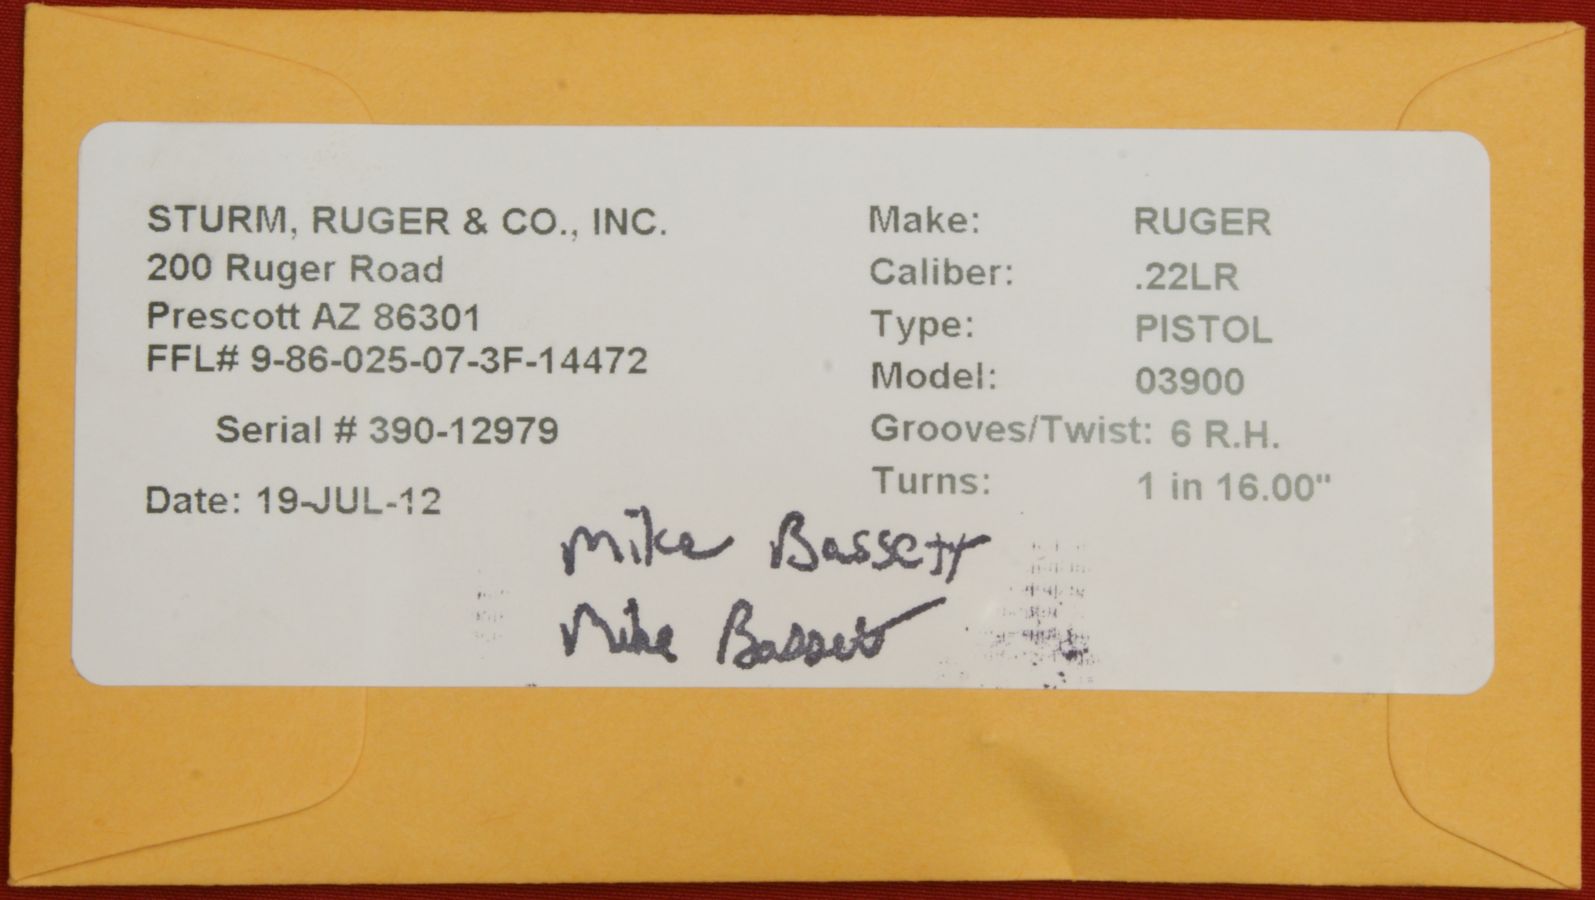 STURM, RUGER & CO., INC.
200 Ruger Road
Prescott AZ 86301
FFL# 9-86-025-07-3F-14472
Serial # 390-12979
Date: 19-JUL-12
Make: RUGER
Caliber: .22LR
Type: PISTOL
Model: 03900
Grooves/Twist: 6 R.H.
Turns: 1 in 16.00"
Mike Bassett
Mike Bassett